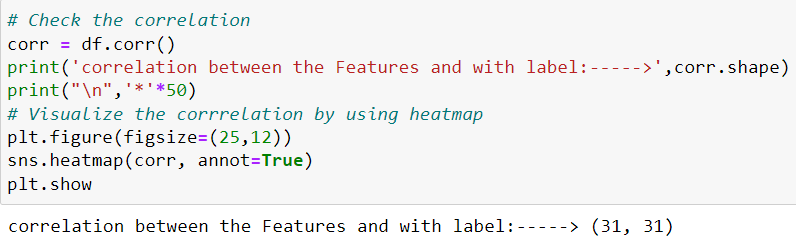 # Check the correlation
corr = df.corr()
print('correlation between the Features and with label:----->',corr.shape)
print("\n",'*'*50)
# Visualize the corrrelation by using heatmap
plt.figure(figsize=(25,12))
sns.heatmap(corr, annot=True)
plt.show
correlation between the Features and with label:-----> (31, 31)